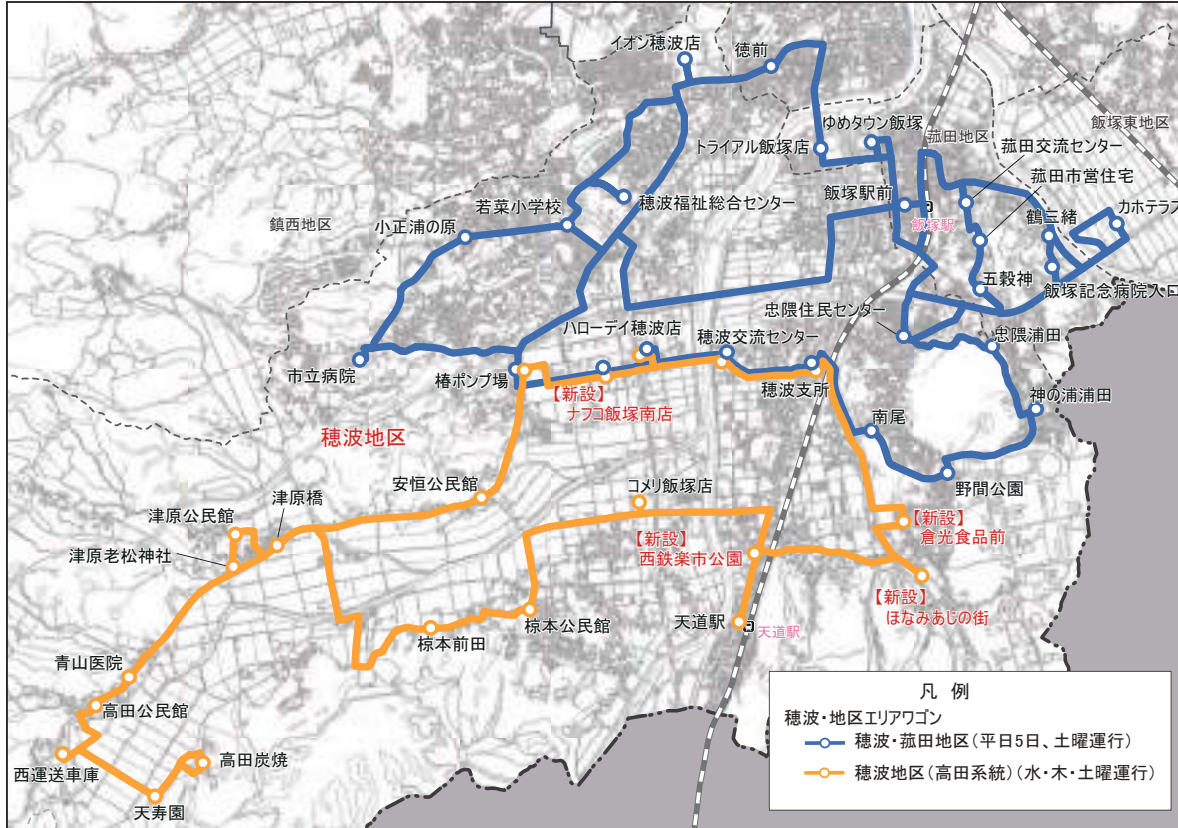 イオン穂波店
徳前
ゆめタウン飯塚
トライアル飯塚店
菰田地区
飯塚東地区
菰田交流センター
菰田市営住宅
飯塚駅前
飯塚駅
鶴三緒
カホテラス
穂波福祉総合センター
若菜小学校
小正浦の原
鎮西地区
五穀神
飯塚記念病院入口
忠隈住民センター
忠隈浦田
ハローデイ穂波店
穂波交流センター
市立病院
椿ポンプ場
穂波支所
【新設】
ナフコ飯塚南店
神の浦浦田
南尾
穂波地区
野間公園
安恒公民館
コメリ飯塚店
津原橋
津原公民館
【新設】
倉光食品前
津原老松神社
【新設】
西鉄楽市公園
【新設】
ほなみあじの街
椋本公民館
椋本前田
天道駅
天道駅
青山医院
高田公民館
西運送車庫
高田炭焼
天寿園
凡 例
穂波・地区エリアワゴン
穂波・菰田地区(平日5日、土曜運行)
穂波地区(高田系統)(水・木・土曜運行)